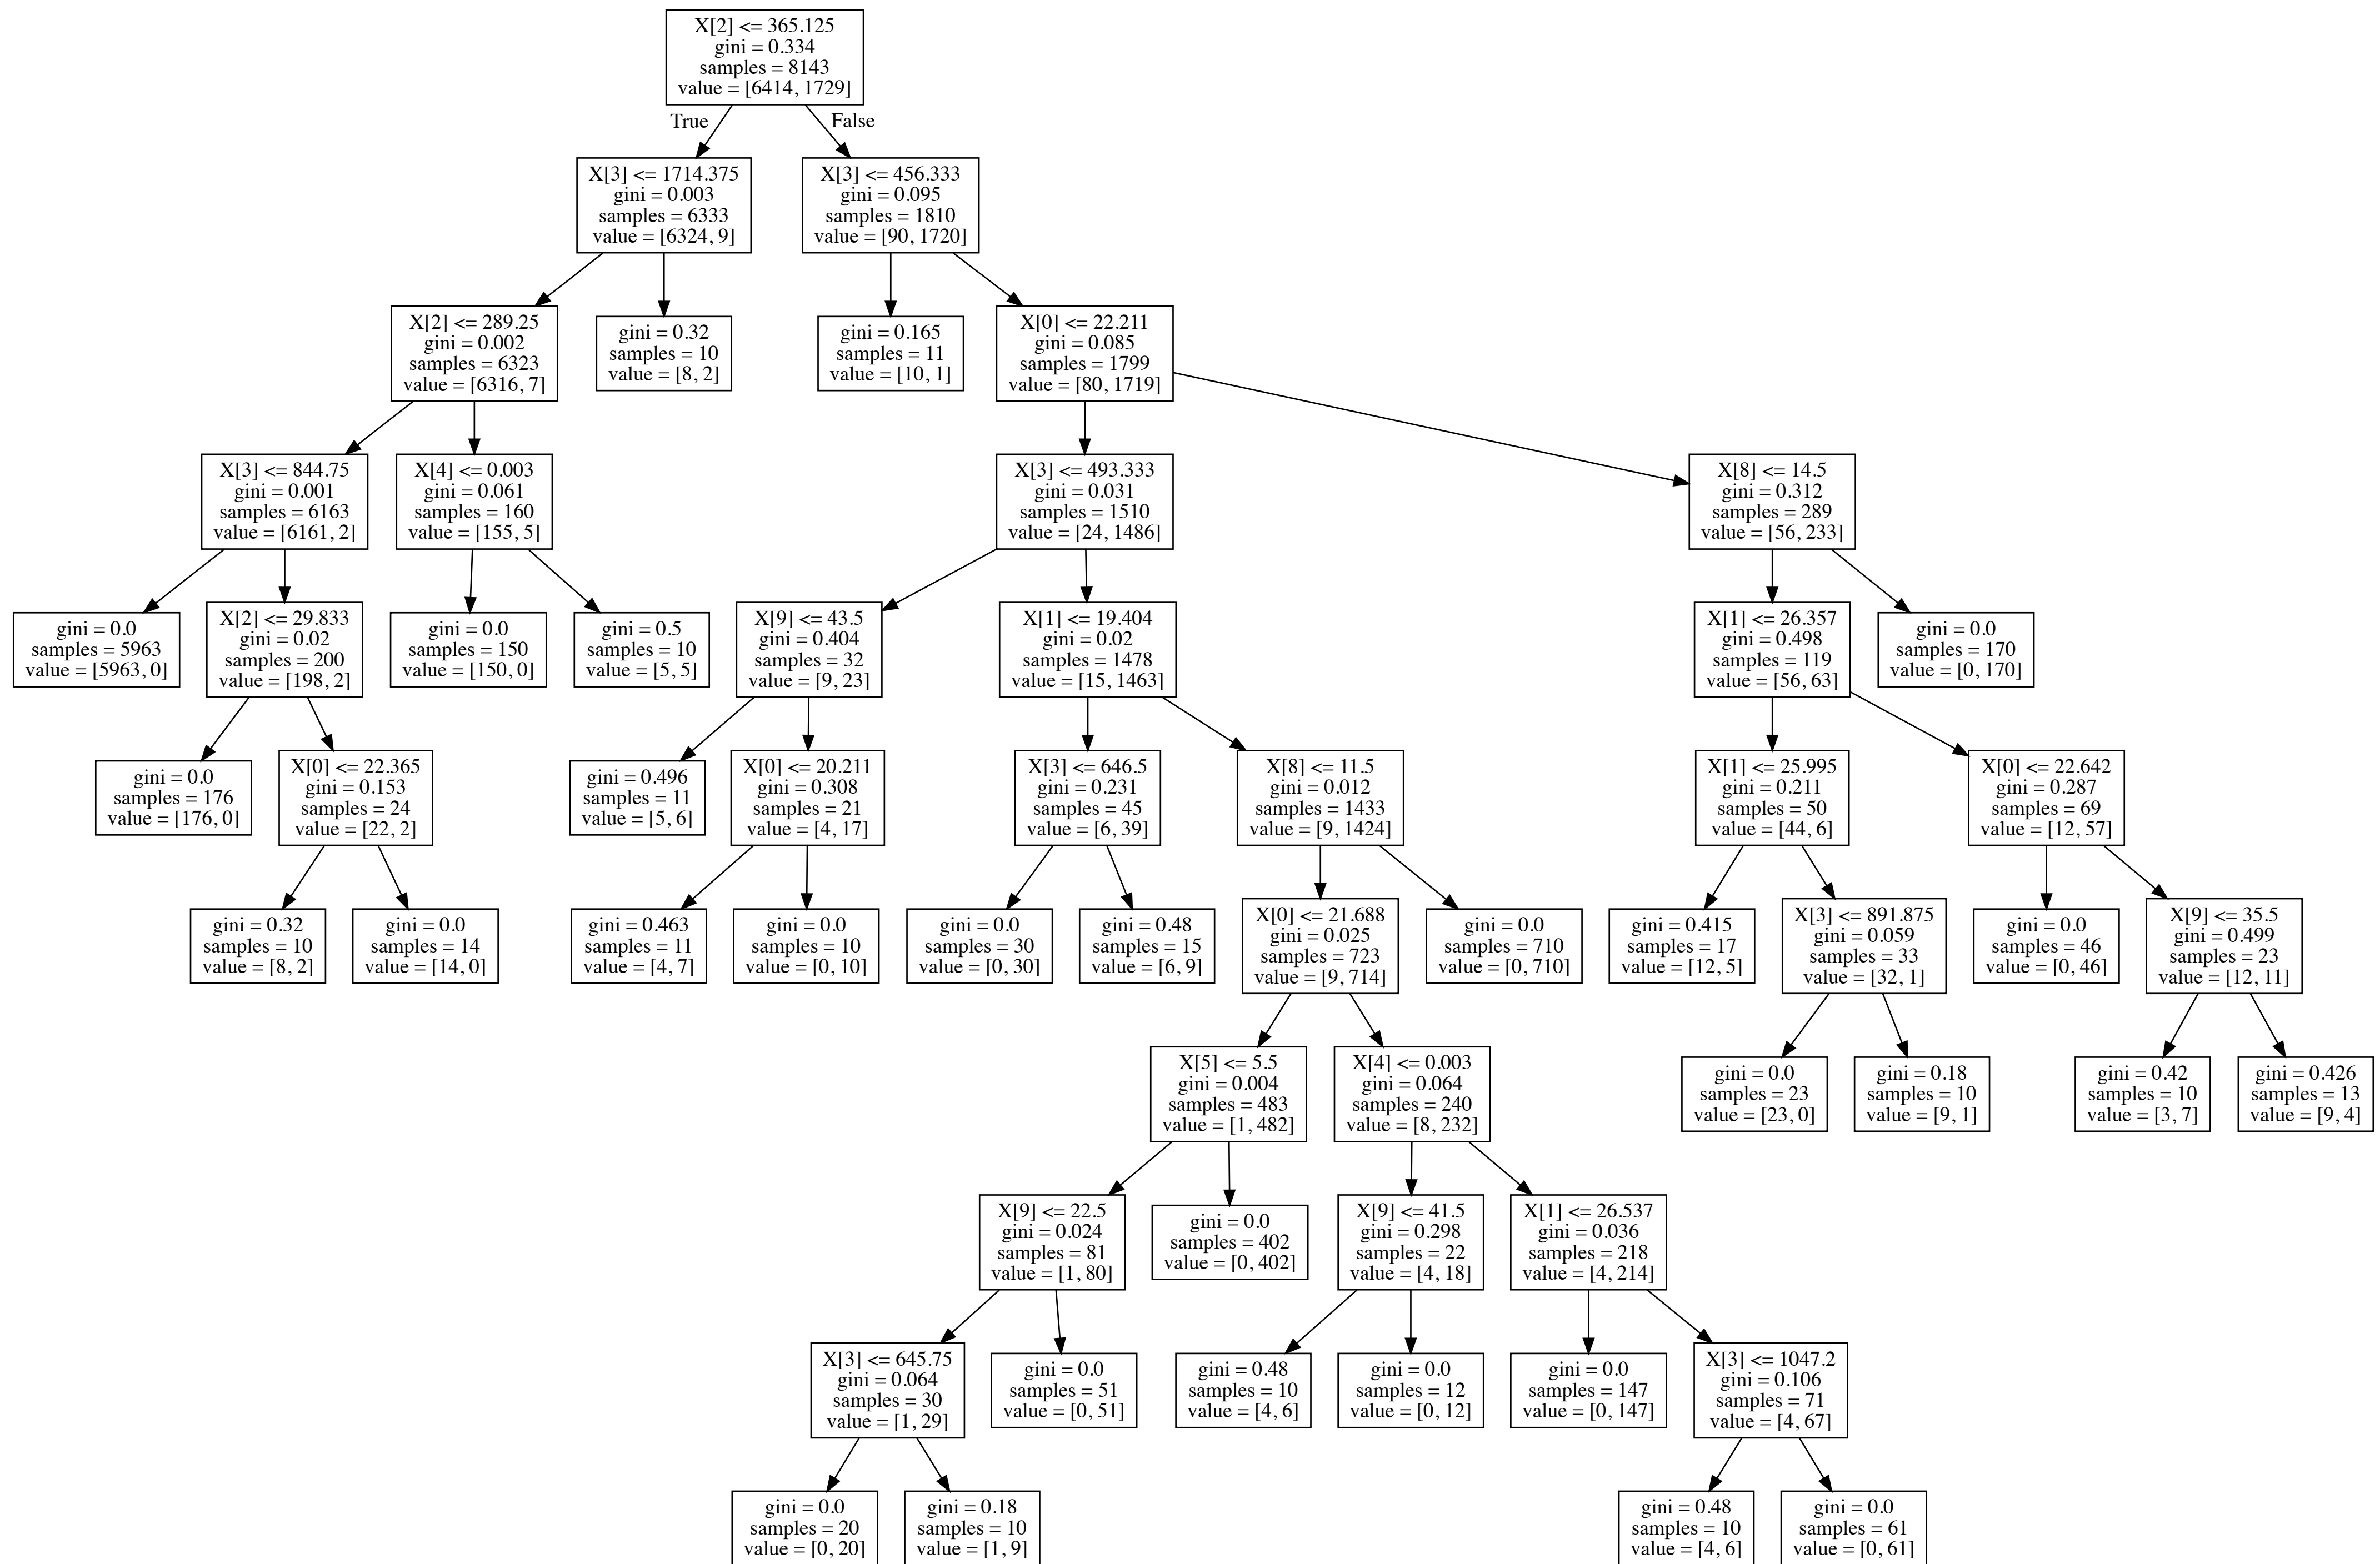 X[2] <= 365.125
gini = 0.334
samples = 8143
value = [6414, 1729]
True
False
X[3] <= 1714.375
gini = 0.003
samples = 6333
value = [6324, 9]
X[3] <= 456.333
gini = 0.095
samples = 1810
value = [90, 1720]
X[2] <= 289.25
gini = 0.002
samples = 6323
value = [6316, 7]
gini = 0.32
samples = 10
value = [8, 2]
gini = 0.165
samples = 11
value = [10, 1]
X[0] <= 22.211
gini = 0.085
samples = 1799
value = [80, 1719]
X[3] <= 844.75
gini = 0.001
samples = 6163
value = [6161, 2]
X[4] <= 0.003
gini = 0.061
samples = 160
value = [155, 5]
X[3] <= 493.333
gini = 0.031
samples = 1510
value = [24, 1486]
X[8] <= 14.5
gini = 0.312
samples = 289
value = [56, 233]
gini = 0.0
samples = 5963
value = [5963, 0]
X[2] <= 29.833
gini = 0.02
samples = 200
value = [198, 2]
gini = 0.0
samples = 150
value = [150, 0]
gini = 0.5
samples = 10
value = [5, 5]
X[9] <= 43.5
gini = 0.404
samples = 32
value = [9, 23]
X[1] <= 19.404
gini = 0.02
samples = 1478
value = [15, 1463]
X[1] <= 26.357
gini = 0.498
samples = 119
value = [56, 63]
gini = 0.0
samples = 170
value = [0, 170]
gini = 0.0
samples = 176
value = [176, 0]
X[0] <= 22.365
gini = 0.153
samples = 24
value = [22, 2]
gini = 0.496
samples = 11
value = [5, 6]
X[0] <= 20.211
gini = 0.308
samples = 21
value = [4, 17]
X[3] <= 646.5
gini = 0.231
samples = 45
value = [6, 39]
X[8] <= 11.5
gini = 0.012
samples = 1433
value = [9, 1424]
X[1] <= 25.995
gini = 0.211
samples = 50
value = [44, 6]
X[0] <= 22.642
gini = 0.287
samples = 69
value = [12, 57]
gini = 0.32
samples = 10
value = [8, 2]
gini = 0.0
samples = 14
value = [14, 0]
gini = 0.463
samples = 11
value = [4, 7]
gini = 0.0
samples = 10
value = [0, 10]
gini = 0.0
samples = 30
value = [0, 30]
gini = 0.48
samples = 15
value = [6, 9]
X[0] <= 21.688
gini = 0.025
samples = 723
value = [9, 714]
gini = 0.0
samples = 710
value = [0, 710]
gini = 0.415
samples = 17
value = [12, 5]
X[3] <= 891.875
gini = 0.059
samples = 33
value = [32, 1]
gini = 0.0
samples = 46
value = [0, 46]
X[9] <= 35.5
gini = 0.499
samples = 23
value = [12, 11]
X[5] <= 5.5
gini = 0.004
samples = 483
value = [1, 482]
X[4] <= 0.003
gini = 0.064
samples = 240
value = [8, 232]
gini = 0.0
samples = 23
value = [23, 0]
gini = 0.18
samples = 10
value = [9, 1]
gini = 0.42
samples = 10
value = [3, 7]
gini = 0.426
samples = 13
value = [9, 4]
X[9] <= 22.5
gini = 0.024
samples = 81
value = [1, 80]
gini = 0.0
samples = 402
value = [0, 402]
X[9] <= 41.5
gini = 0.298
samples = 22
value = [4, 18]
X[1] <= 26.537
gini = 0.036
samples = 218
value = [4, 214]
X[3] <= 645.75
gini = 0.064
samples = 30
value = [1, 29]
gini = 0.0
samples = 51
value = [0, 51]
gini = 0.48
samples = 10
value = [4, 6]
gini = 0.0
samples = 12
value = [0, 12]
gini = 0.0
samples = 147
value = [0, 147]
X[3] <= 1047.2
gini = 0.106
samples = 71
value = [4, 67]
gini = 0.0
samples = 20
value = [0, 20]
gini = 0.18
samples = 10
value = [1, 9]
gini = 0.48
samples = 10
value = [4, 6]
gini = 0.0
samples = 61
value = [0, 61]